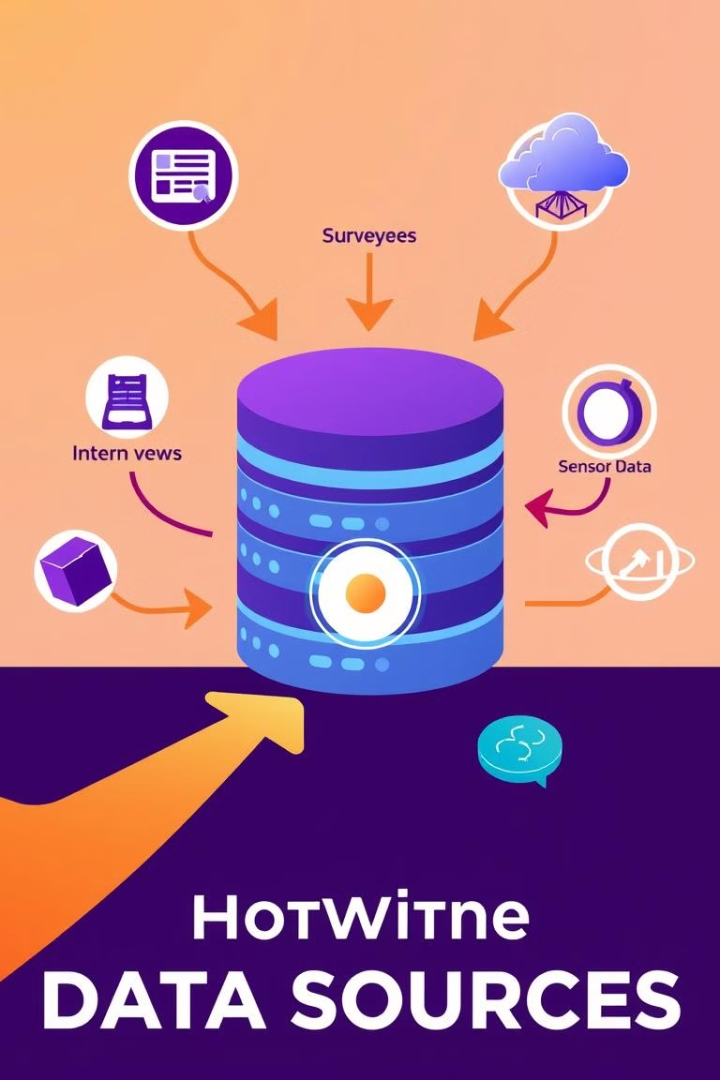 Surveyees
Intern vews
Sensor Data
HotWitne
DATA SOURCES